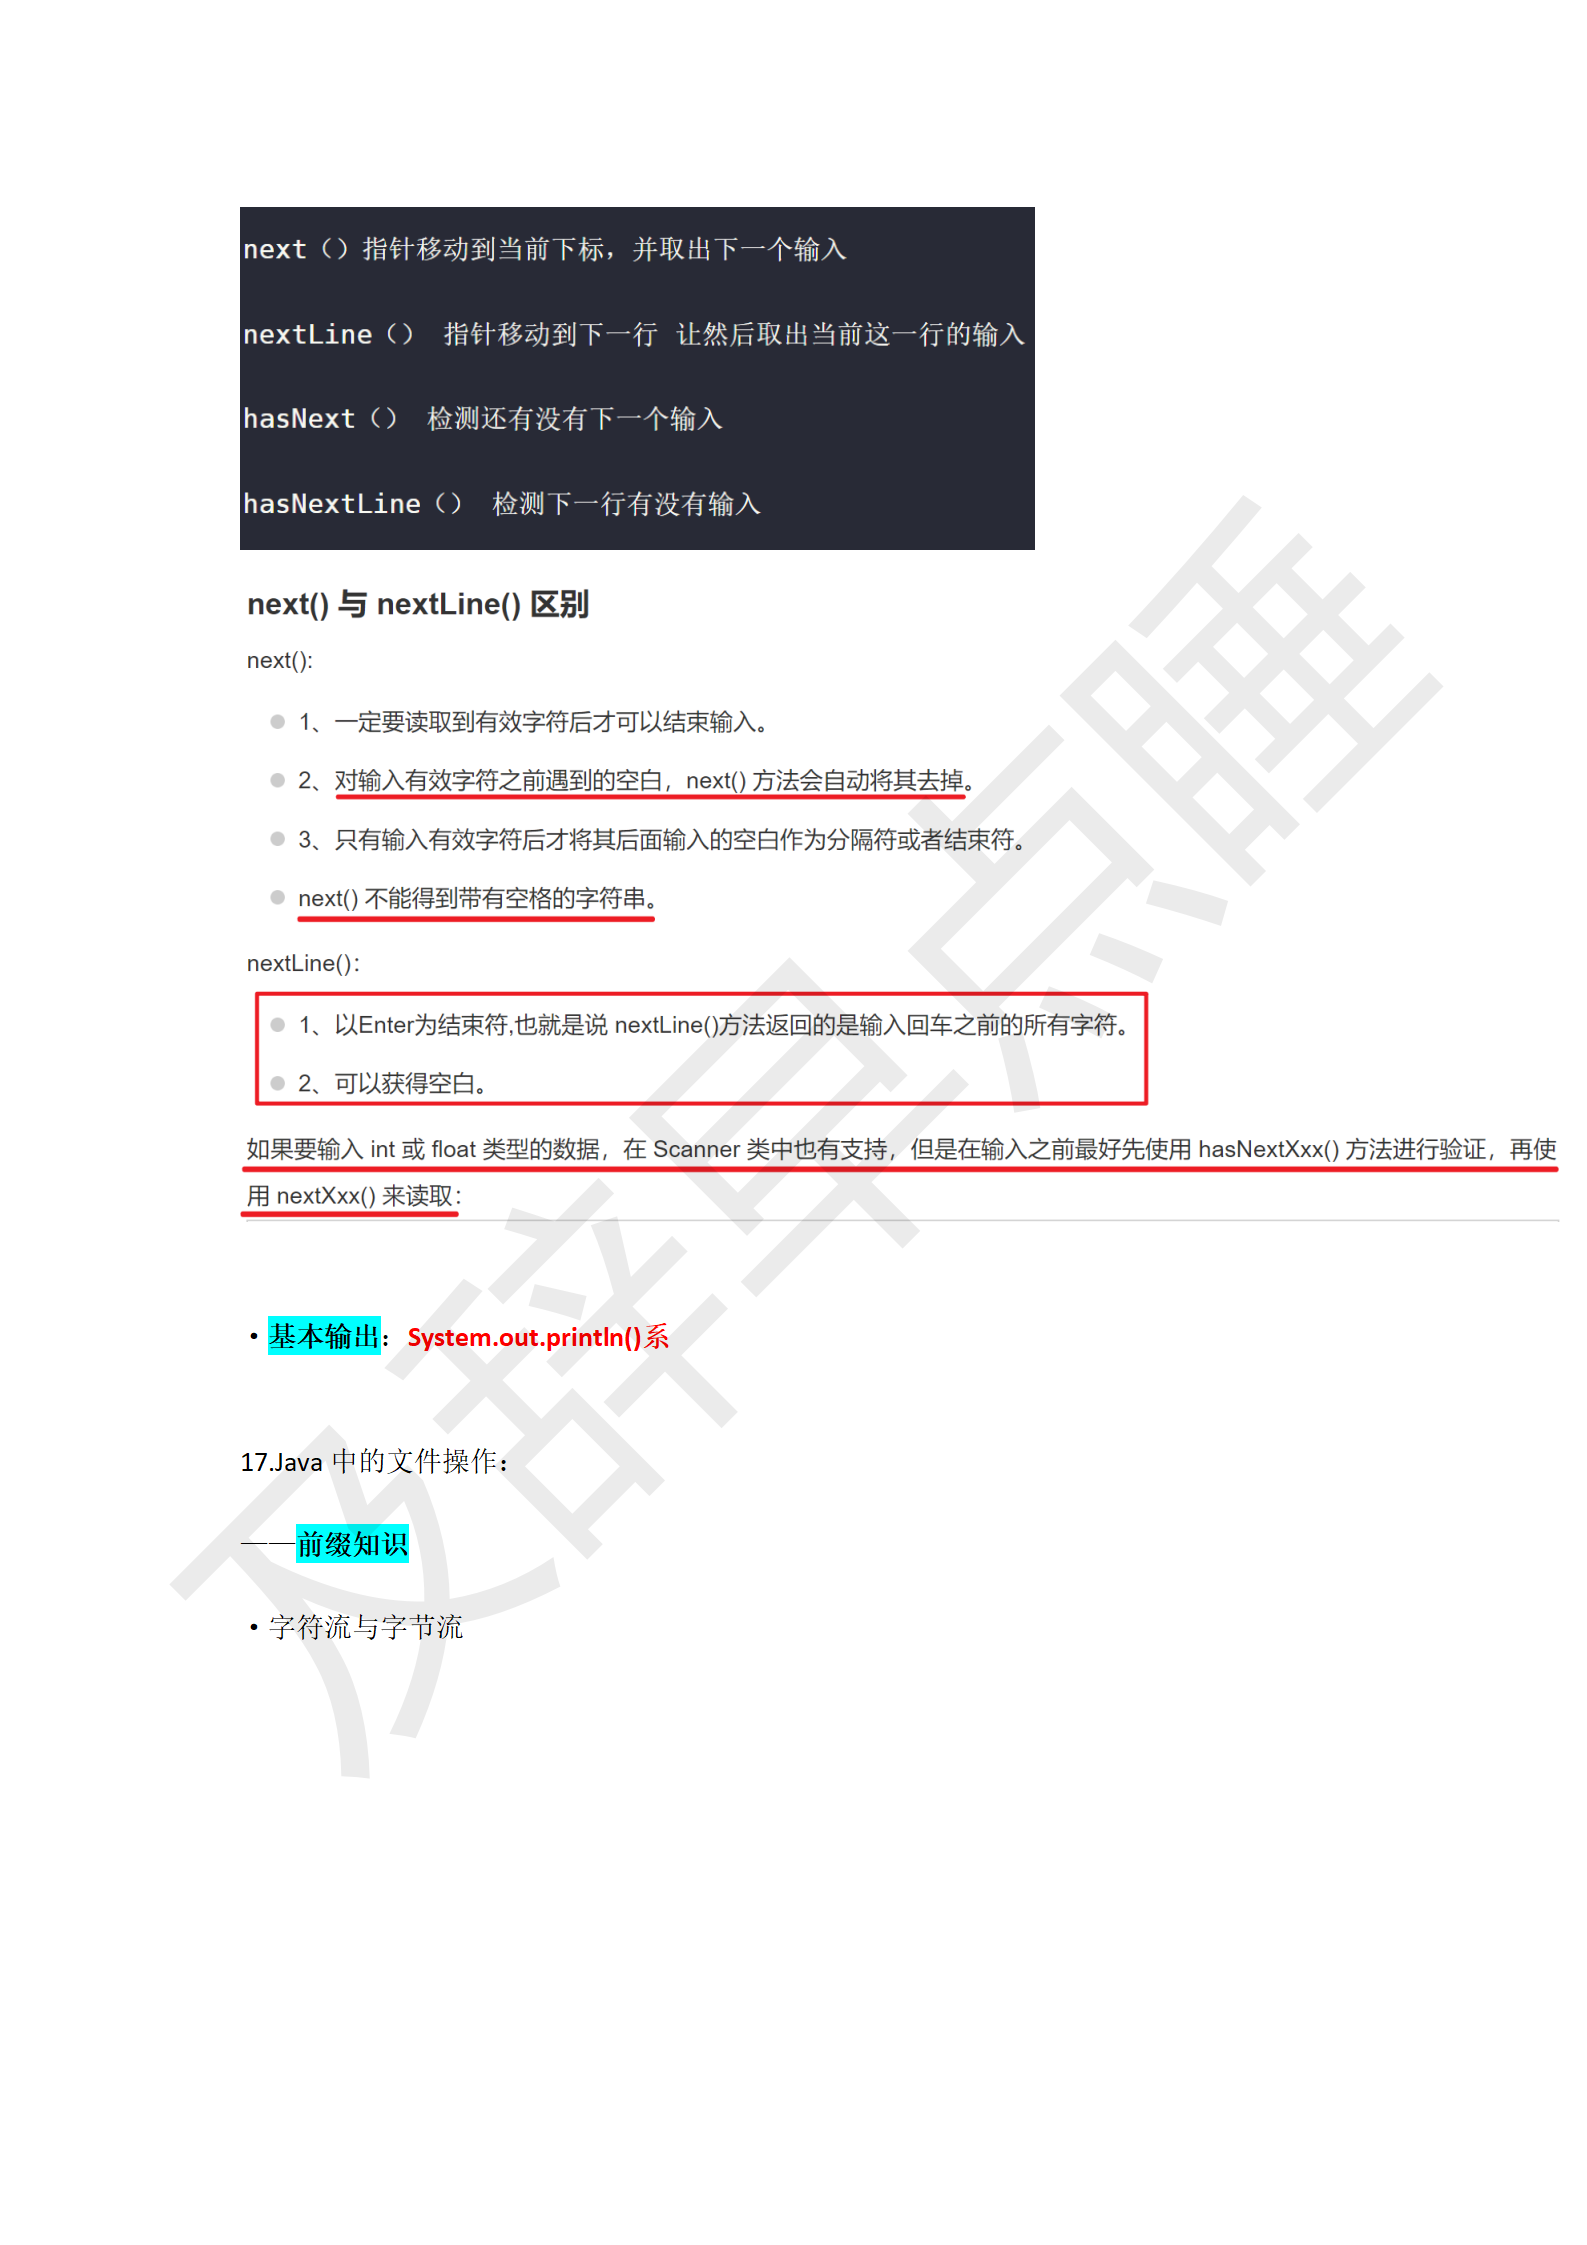 next（）指针移动到当前下标，并取出下一个输入
nextLine（） 指针移动到下一行 让然后取出当前这一行的输入
hasNext（） 检测还有没有下一个输入
hasNextLine（） 检测下一行有没有输入
next() 与 nextLine() 区别
next():
1、一定要读取到有效字符后才可以结束输入。
2、对输入有效字符之前遇到的空白，next() 方法会自动将其去掉。
3、只有输入有效字符后才将其后面输入的空白作为分隔符或者结束符。
next() 不能得到带有空格的字符串。
nextLine()：
1、以Enter为结束符,也就是说 nextLine()方法返回的是输入回车之前的所有字符。
2、可以获得空白。
如果要输入 int 或 float 类型的数据，在 Scanner 类中也有支持，但是在输入之前最好先使用 hasNextXxx() 方法进行验证，再使
用 nextXxx() 来读取：
·基本输出：System.out.println()系
17.Java 中的文件操作：
——前缀知识
·字符流与字节流
及辞早点睡